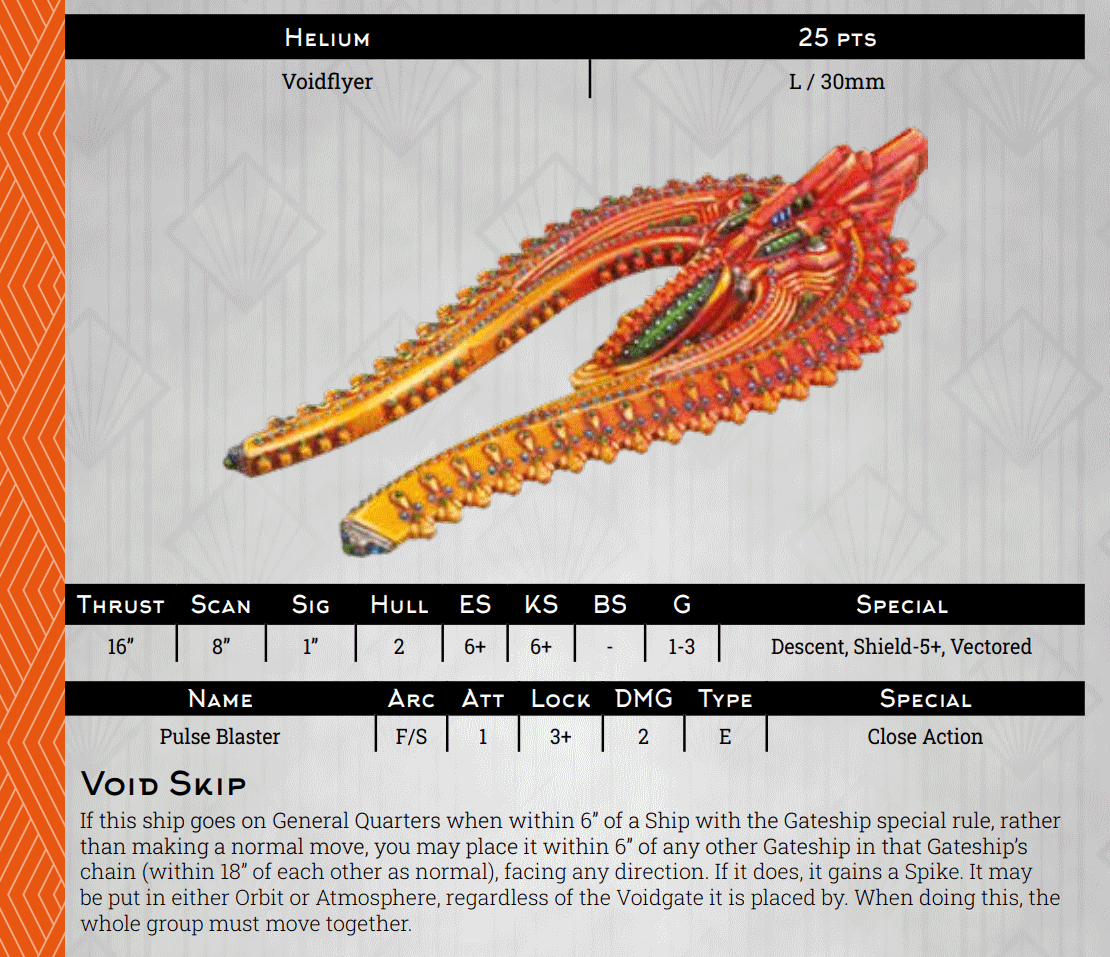 Helium 25 pts
Voidflyer L / 30mm
Thrust Scan Sig Hull ES KS BS G Special
16” 8” 1” 2 6+ 6+ - 1-3 Descent, Shield-5+, Vectored
Name Arc Att Lock DMG Type Special
Pulse Blaster F/S 1 3+ 2 E Close Action
Void Skip
If this ship goes on General Quarters when within 6” of a Ship with the Gateship special rule, rather
than making a normal move, you may place it within 6” of any other Gateship in that Gateship’s
chain (within 18” of each other as normal), facing any direction. If it does, it gains a Spike. It may
be put in either Orbit or Atmosphere, regardless of the Voidgate it is placed by. When doing this, the
whole group must move together.